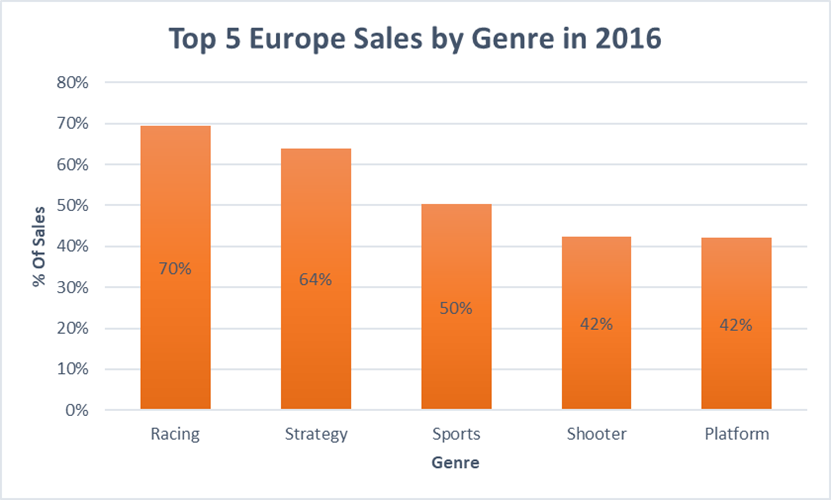 Top 5 Europe Sales by Genre in 2016
80%
70%
60%
50%
40%
30%
20%
10%
0%
% Of Sales
70%
64%
50%
42%
42%
Racing
Strategy
Sports
Shooter
Platform
Genre